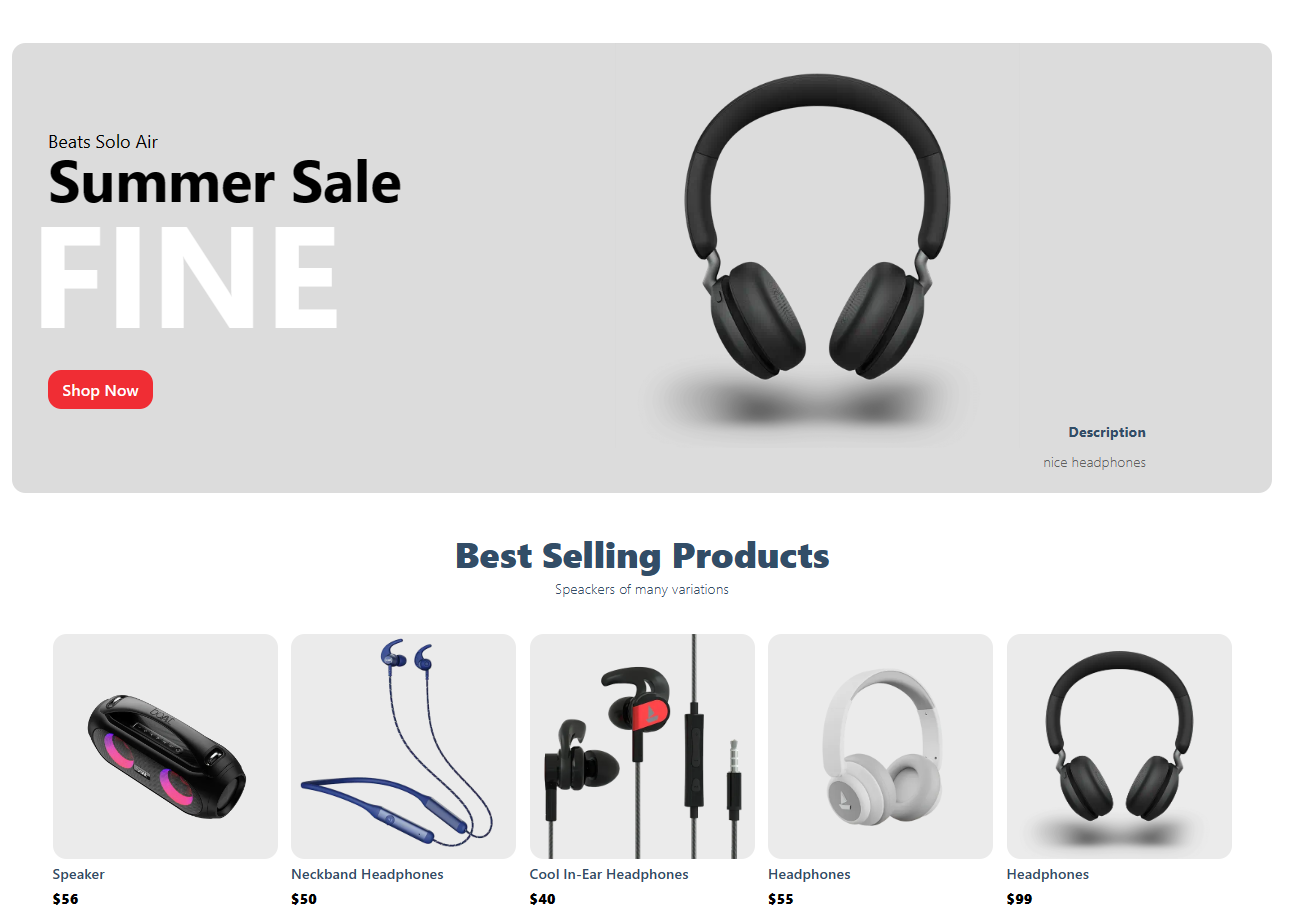 Beats Solo Air
Summer Sale
FINE
Shop Now
Description
nice headphones
Best Selling Products
Speackers of many variations
boAt
Speaker
$56
Neckband Headphones
$50
Cool In-Ear Headphones
$40
Headphones
$55
Headphones
$99